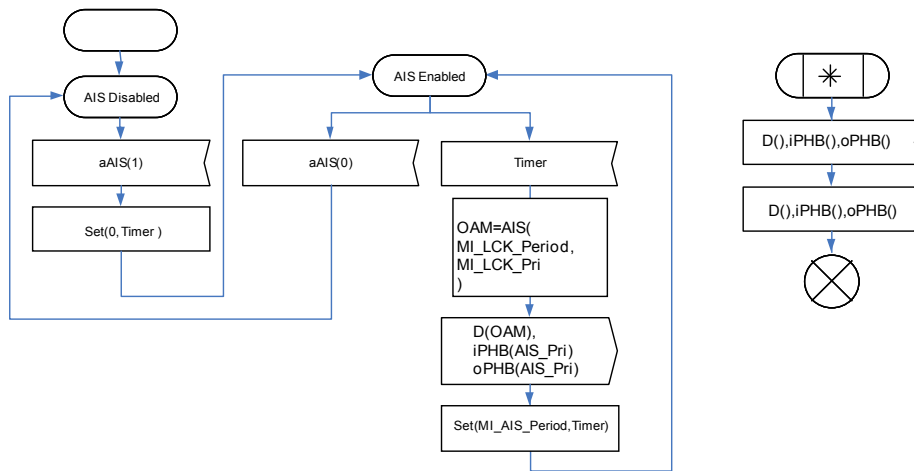 AIS Disabled
aAIS(1)
Set(0, Timer )
AIS Enabled
aAIS(0)
Timer
OAM=AIS(
MI_LCK_Period,
MI_LCK_Pri
)
D(OAM),
iPHB(AIS_Pri)
oPHB(AIS_Pri)
Set(MI_AIS_Period,Timer)
D(),iPHB(),oPHB()
D(),iPHB(),oPHB()